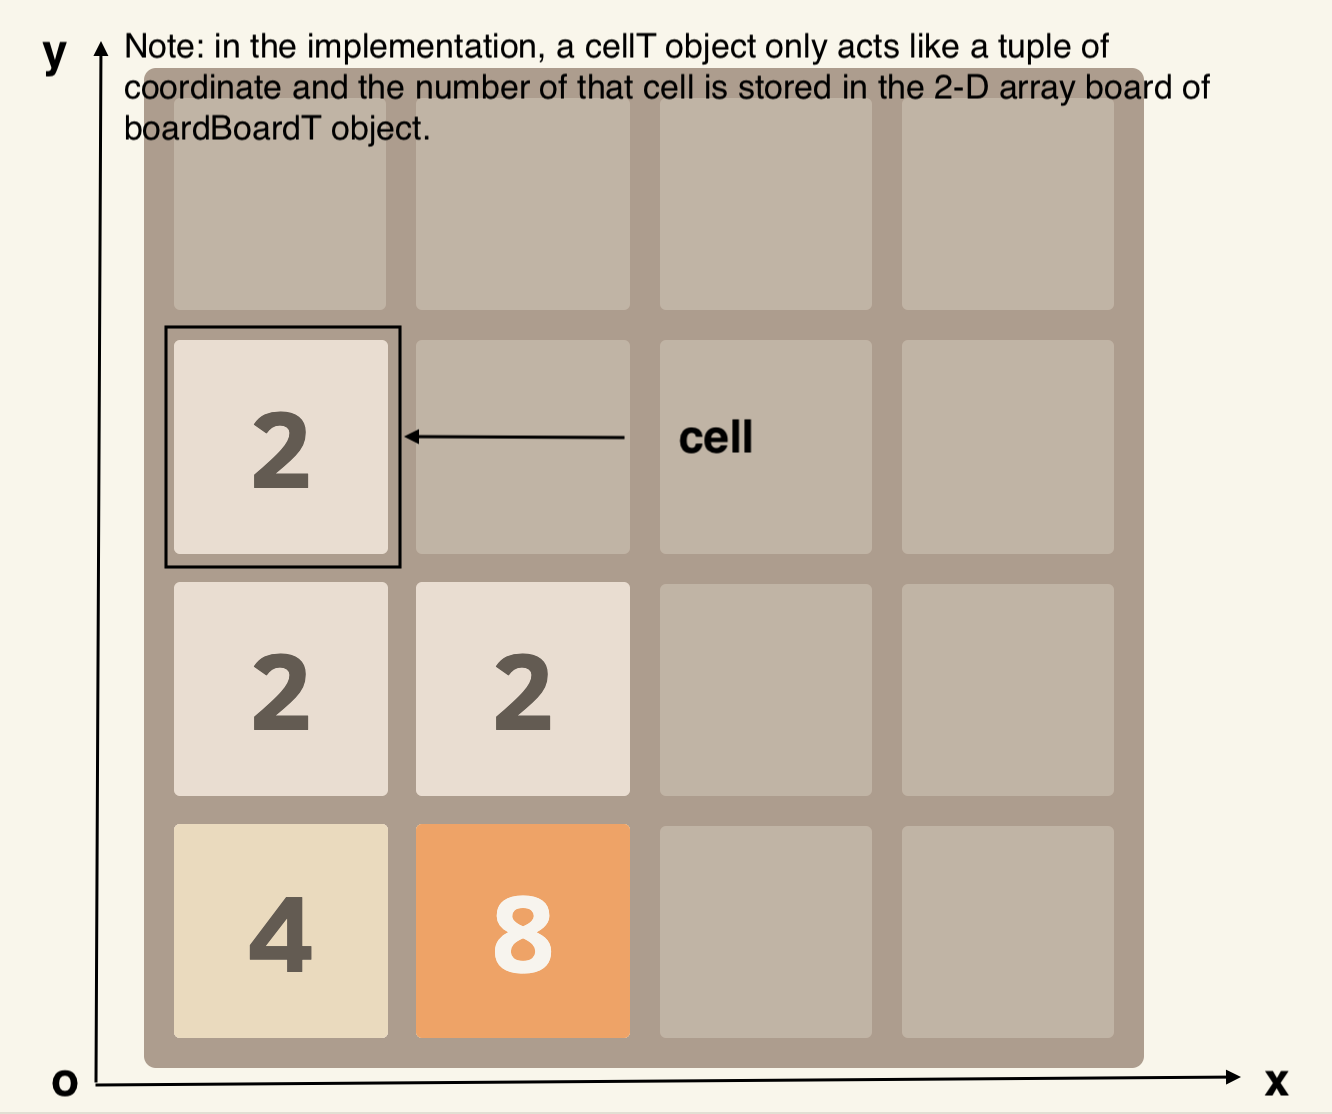 y
Note: in the implementation, a cellT object only acts like a tuple of
coordinate and the number of that cell is stored in the 2-D array board of
boardBoardT object.
2
cell
2 2
4 8
o
x